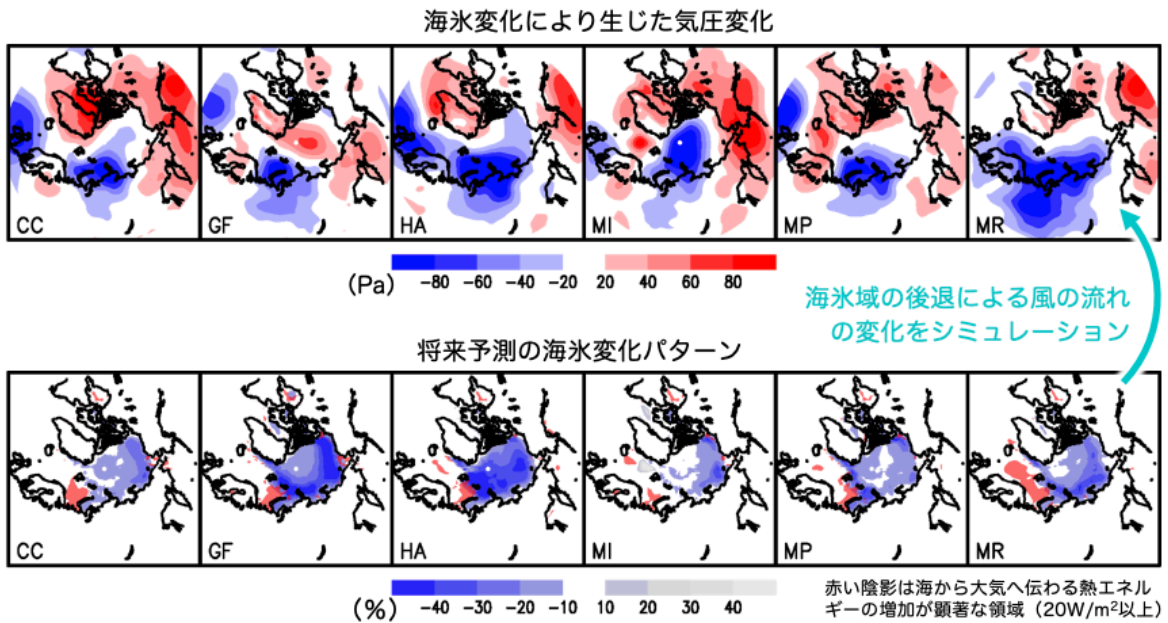 海氷変化により生じた気圧変化
CC GF HA MI MP MR
(Pa) -80 -60 -40 -20 20 40 60 80
海氷域の後退による風の流れ
の変化をシミュレーション
将来予測の海氷変化パターン
CC GF HA MI MP MR
(%) -40 -30 -20 -10 10 20 30 40
赤い陰影は海から大気へ伝わる熱エネル
ギーの増加が顕著な領域（20W/m²以上）